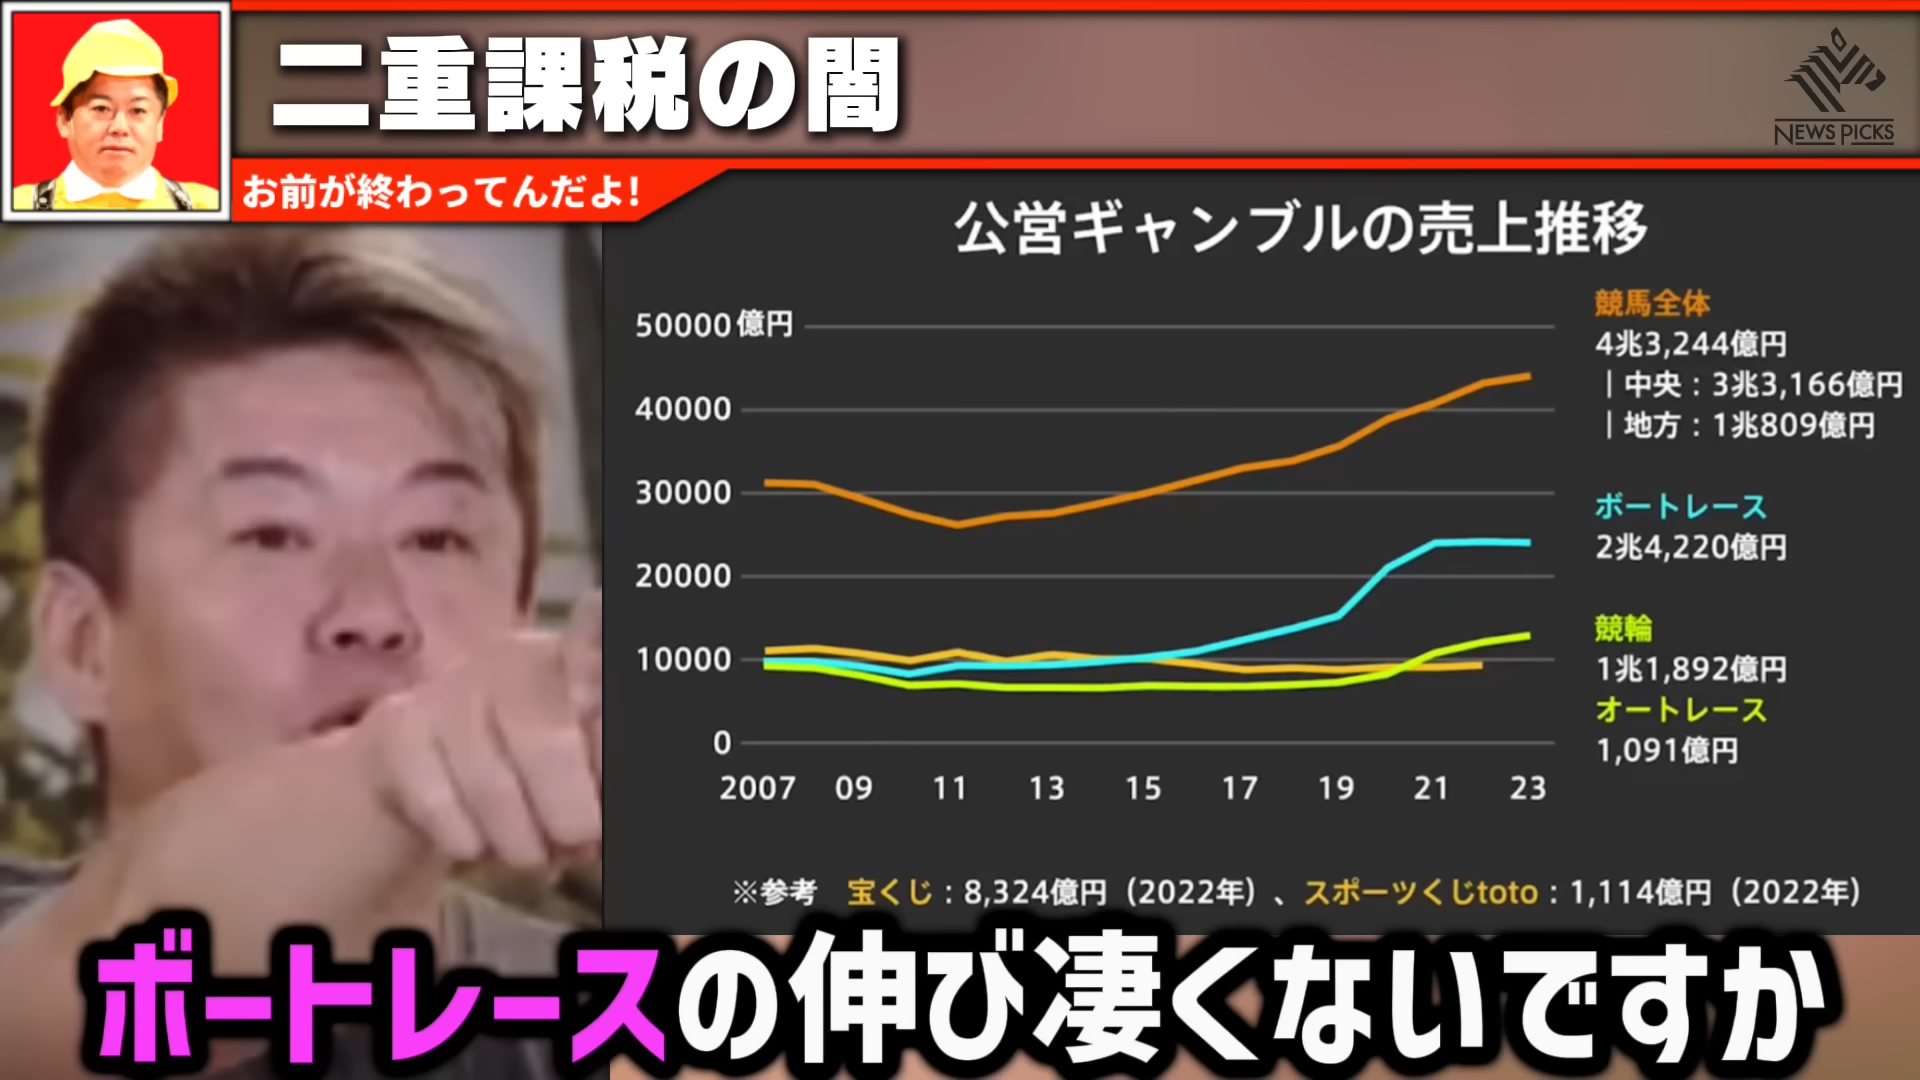 二重課税の闇
NEWS PICKS
お前が終わってんだよ!
公営ギャンブルの売上推移
50000億円
40000
30000
20000
10000
0
2007 09 11 13 15 17 19 21 23
競馬全体
4兆3,244億円
｜中央：3兆3,166億円
｜地方：1兆809億円
ボートレース
2兆4,220億円
競輪
1兆1,892億円
オートレース
1,091億円
※参考 宝くじ：8,324億円（2022年）、スポーツくじtoto：1,114億円（2022年）
ボートレースの伸び凄くないですか